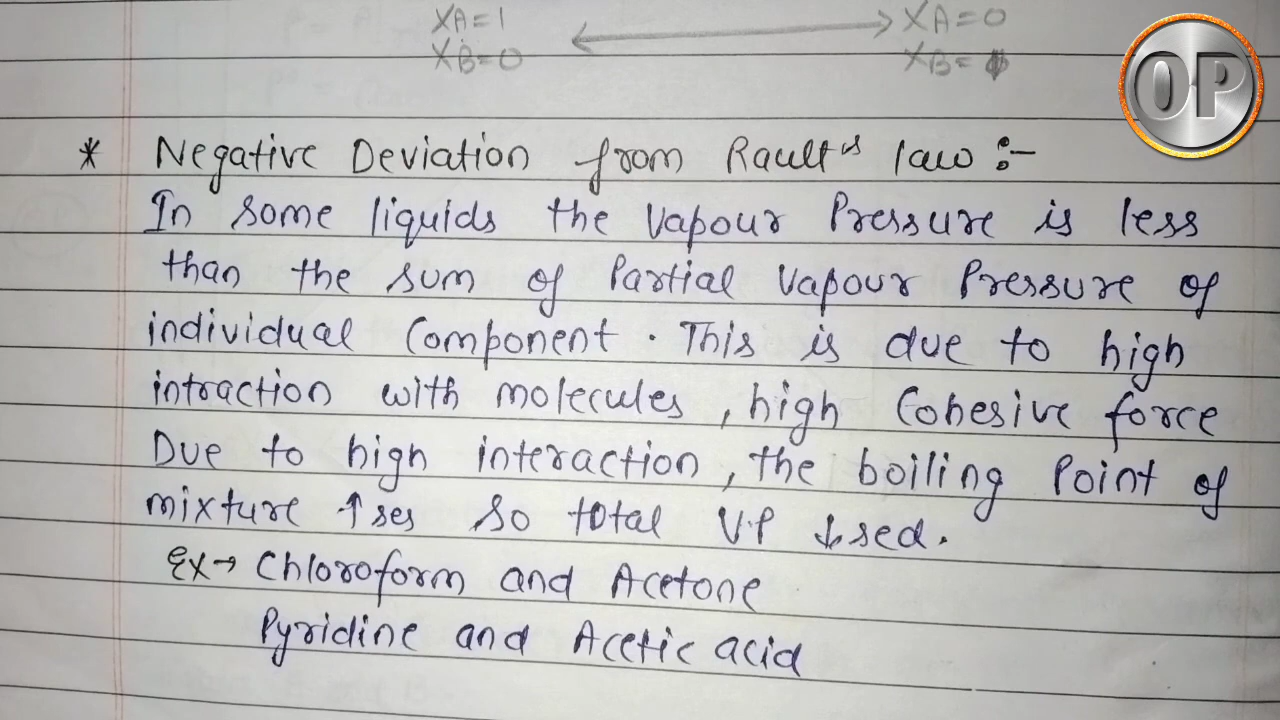 XA=1 XA=0
XB=0 XB=
OP
* Negative Deviation from Rault's law :-
In some liquids the Vapour Pressure is less
than the sum of Partial Vapour Pressure of
individual Component. This is due to high
intraction with molecules, high Cohesive force
Due to high interaction, the boiling Point of
mixture ↑ses so total V.P ↓sed.
Ex→ Chloroform and Acetone
Pyridine and Acetic acid